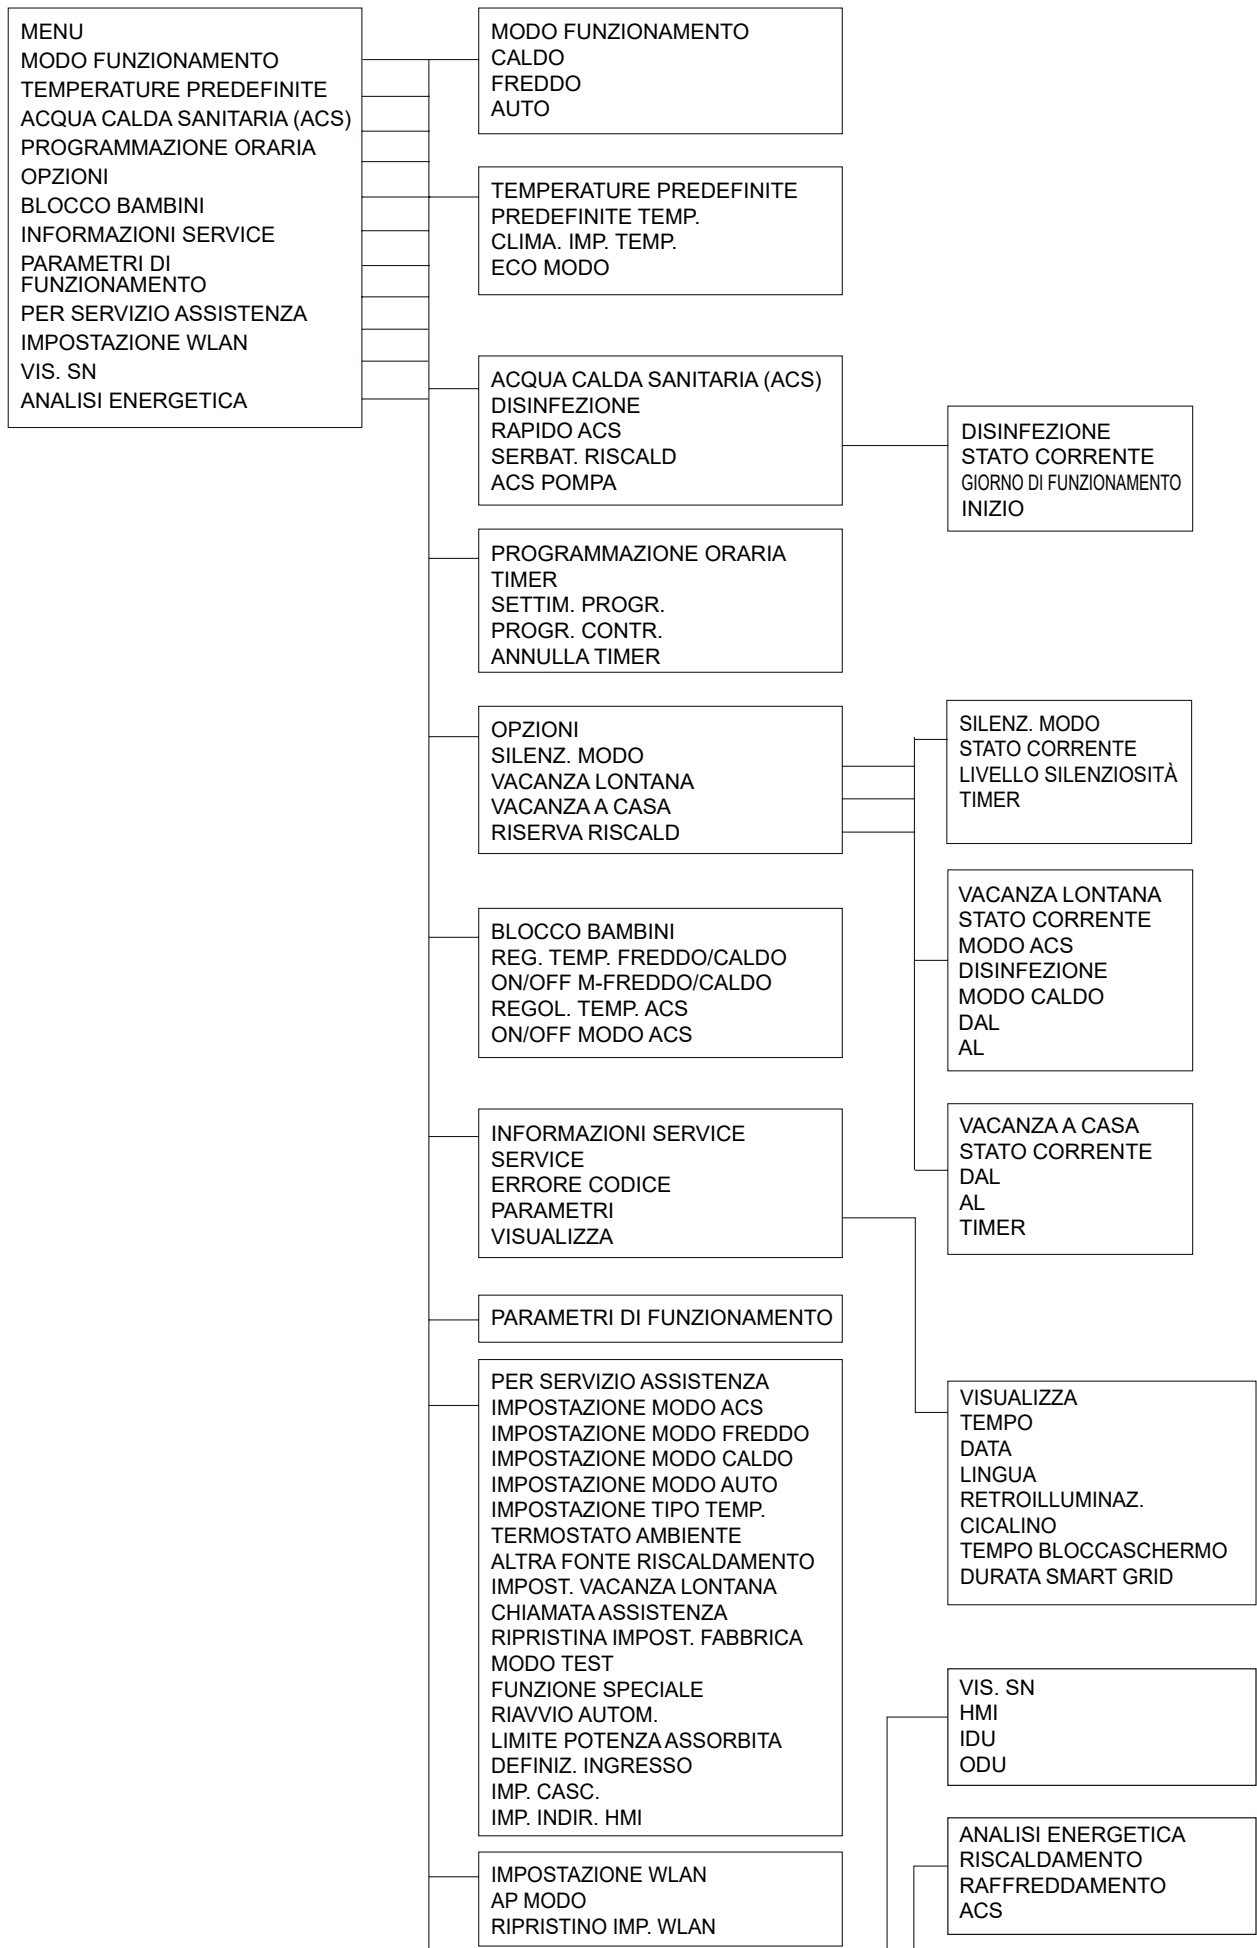 MENU
MODO FUNZIONAMENTO
TEMPERATURE PREDEFINITE
ACQUA CALDA SANITARIA (ACS)
PROGRAMMAZIONE ORARIA
OPZIONI
BLOCCO BAMBINI
INFORMAZIONI SERVICE
PARAMETRI DI
FUNZIONAMENTO
PER SERVIZIO ASSISTENZA
IMPOSTAZIONE WLAN
VIS. SN
ANALISI ENERGETICA
MODO FUNZIONAMENTO
CALDO
FREDDO
AUTO
TEMPERATURE PREDEFINITE
PREDEFINITE TEMP.
CLIMA. IMP. TEMP.
ECO MODO
ACQUA CALDA SANITARIA (ACS)
DISINFEZIONE
RAPIDO ACS
SERBAT. RISCALD
ACS POMPA
DISINFEZIONE
STATO CORRENTE
GIORNO DI FUNZIONAMENTO
INIZIO
PROGRAMMAZIONE ORARIA
TIMER
SETTIM. PROGR.
PROGR. CONTR.
ANNULLA TIMER
OPZIONI
SILENZ. MODO
VACANZA LONTANA
VACANZA A CASA
RISERVA RISCALD
SILENZ. MODO
STATO CORRENTE
LIVELLO SILENZIOSITÀ
TIMER
VACANZA LONTANA
STATO CORRENTE
MODO ACS
DISINFEZIONE
MODO CALDO
DAL
AL
VACANZA A CASA
STATO CORRENTE
DAL
AL
TIMER
BLOCCO BAMBINI
REG. TEMP. FREDDO/CALDO
ON/OFF M-FREDDO/CALDO
REGOL. TEMP. ACS
ON/OFF MODO ACS
INFORMAZIONI SERVICE
SERVICE
ERRORE CODICE
PARAMETRI
VISUALIZZA
VISUALIZZA
TEMPO
DATA
LINGUA
RETROILLUMINAZ.
CICALINO
TEMPO BLOCCASCHERMO
DURATA SMART GRID
PARAMETRI DI FUNZIONAMENTO
PER SERVIZIO ASSISTENZA
IMPOSTAZIONE MODO ACS
IMPOSTAZIONE MODO FREDDO
IMPOSTAZIONE MODO CALDO
IMPOSTAZIONE MODO AUTO
IMPOSTAZIONE TIPO TEMP.
TERMOSTATO AMBIENTE
ALTRA FONTE RISCALDAMENTO
IMPOST. VACANZA LONTANA
CHIAMATA ASSISTENZA
RIPRISTINA IMPOST. FABBRICA
MODO TEST
FUNZIONE SPECIALE
RIAVVIO AUTOM.
LIMITE POTENZA ASSORBITA
DEFINIZ. INGRESSO
IMP. CASC.
IMP. INDIR. HMI
IMPOSTAZIONE WLAN
AP MODO
RIPRISTINO IMP. WLAN
VIS. SN
HMI
IDU
ODU
ANALISI ENERGETICA
RISCALDAMENTO
RAFFREDDAMENTO
ACS